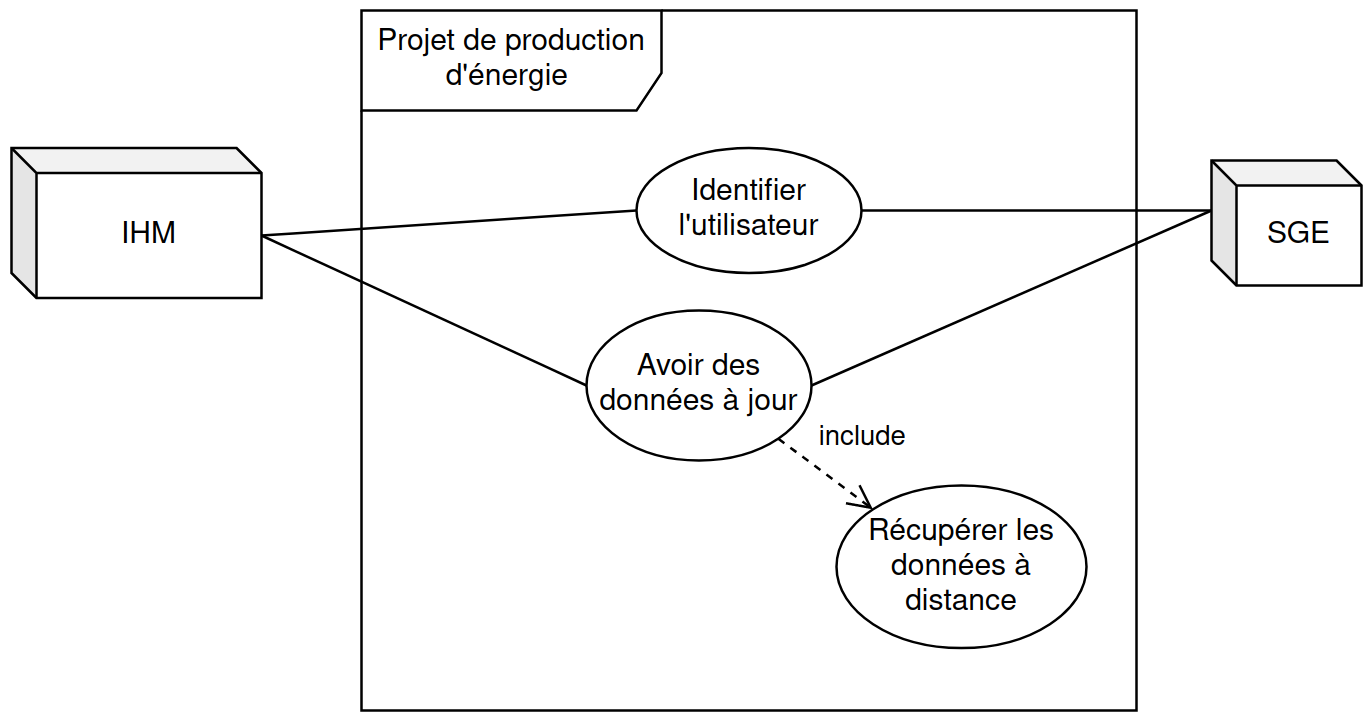 Projet de production
d'énergie
IHM
Identifier
l'utilisateur
SGE
Avoir des
données à jour
include
Récupérer les
données à
distance